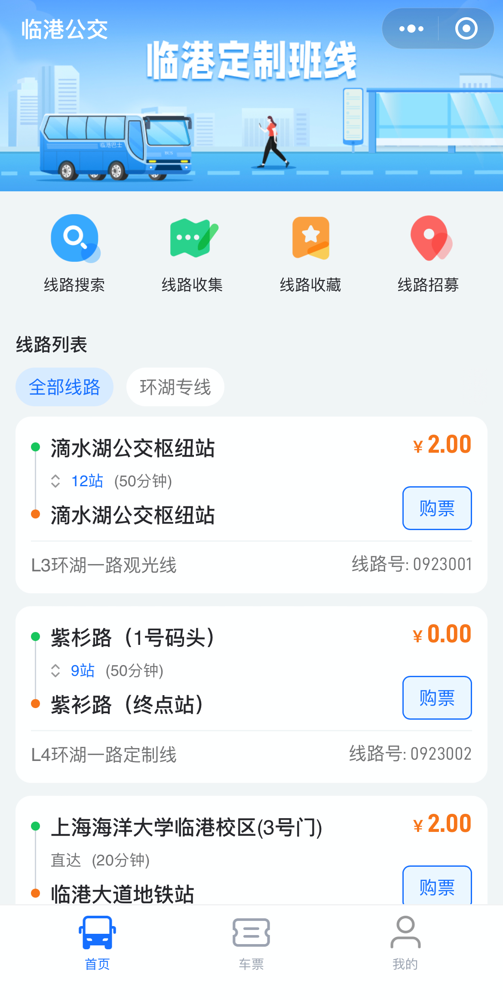 临港公交
临港定制班线
临港巴士
BUS
线路搜索
线路收集
线路收藏
线路招募
线路列表
全部线路
环湖专线
滴水湖公交枢纽站
¥ 2.00
12站 (50分钟)
滴水湖公交枢纽站
购票
L3环湖一路观光线
线路号: 0923001
紫杉路（1号码头）
¥ 0.00
9站 (50分钟)
紫衫路（终点站）
购票
L4环湖一路定制线
线路号: 0923002
上海海洋大学临港校区(3号门)
¥ 2.00
直达 (20分钟)
临港大道地铁站
购票
首页
车票
我的